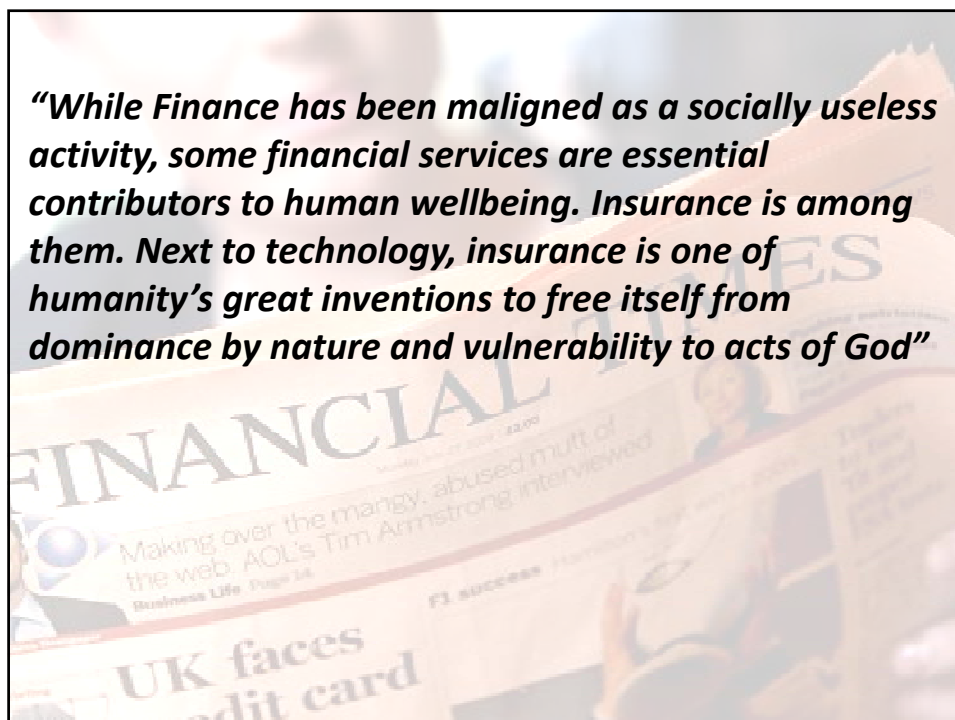 “While Finance has been maligned as a socially useless
activity, some financial services are essential
contributors to human wellbeing. Insurance is among
them. Next to technology, insurance is one of
humanity’s great inventions to free itself from
dominance by nature and vulnerability to acts of God”
FINANCIAL TIMES
Making over the mangy, abused mutt of
the web. AOL's Tim Armstrong interviewed
Business Life Page 14
F1 success
UK faces
credit card